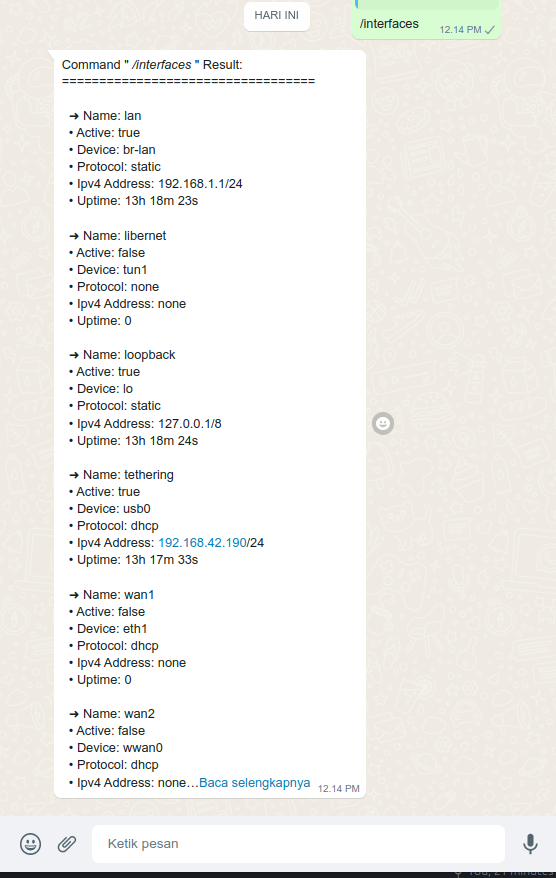 HARI INI
/interfaces
12.14 PM
Command " /interfaces " Result:
==================================
➜ Name: lan
• Active: true
• Device: br-lan
• Protocol: static
• Ipv4 Address: 192.168.1.1/24
• Uptime: 13h 18m 23s
➜ Name: libernet
• Active: false
• Device: tun1
• Protocol: none
• Ipv4 Address: none
• Uptime: 0
➜ Name: loopback
• Active: true
• Device: lo
• Protocol: static
• Ipv4 Address: 127.0.0.1/8
• Uptime: 13h 18m 24s
➜ Name: tethering
• Active: true
• Device: usb0
• Protocol: dhcp
• Ipv4 Address: 192.168.42.190/24
• Uptime: 13h 17m 33s
➜ Name: wan1
• Active: false
• Device: eth1
• Protocol: dhcp
• Ipv4 Address: none
• Uptime: 0
➜ Name: wan2
• Active: false
• Device: wwan0
• Protocol: dhcp
• Ipv4 Address: none…Baca selengkapnya
12.14 PM
Ketik pesan